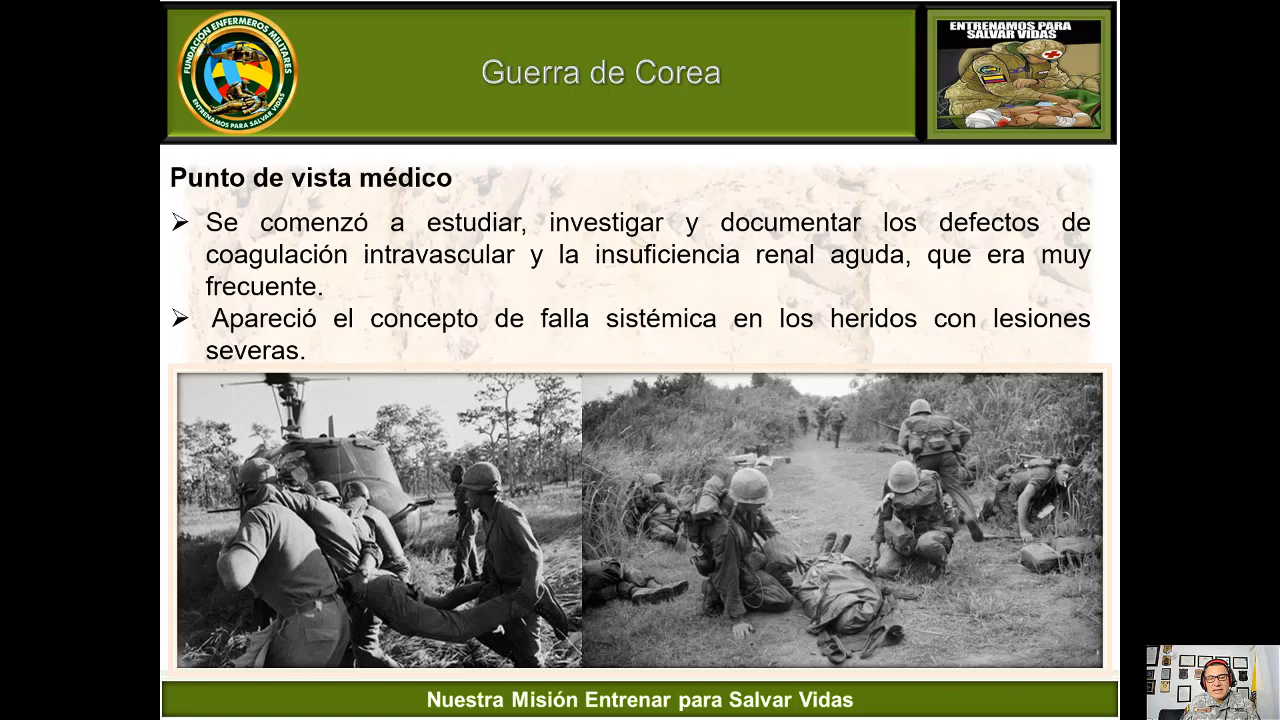 FUNDACIÓN ENFERMEROS MILITARES
ENTRENAMOS PARA SALVAR VIDAS
Guerra de Corea
ENTRENAMOS PARA
SALVAR VIDAS
Punto de vista médico
➢ Se comenzó a estudiar, investigar y documentar los defectos de
coagulación intravascular y la insuficiencia renal aguda, que era muy
frecuente.
➢ Apareció el concepto de falla sistémica en los heridos con lesiones
severas.
Nuestra Misión Entrenar para Salvar Vidas